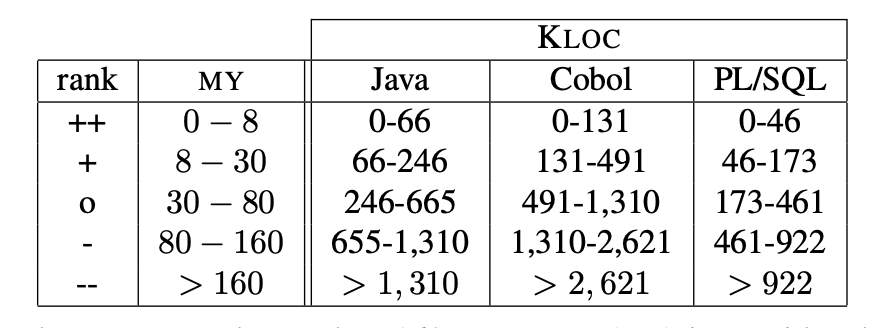 KLOC
rank MY Java Cobol PL/SQL
++ 0 − 8 0-66 0-131 0-46
+ 8 − 30 66-246 131-491 46-173
o 30 − 80 246-665 491-1,310 173-461
- 80 − 160 655-1,310 1,310-2,621 461-922
-- > 160 > 1, 310 > 2, 621 > 922